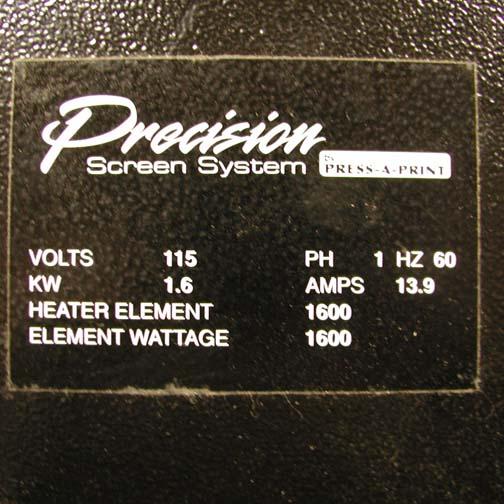 Precision
Screen System by PRESS-A-PRINT
VOLTS 115 PH 1 HZ 60
KW 1.6 AMPS 13.9
HEATER ELEMENT 1600
ELEMENT WATTAGE 1600